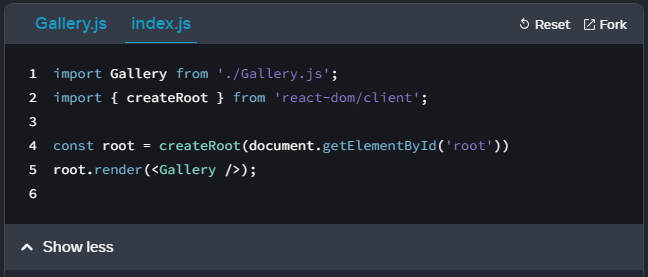 Gallery.js index.js Reset Fork
1 import Gallery from './Gallery.js';
2 import { createRoot } from 'react-dom/client';
3
4 const root = createRoot(document.getElementById('root'))
5 root.render(<Gallery />);
6
Show less